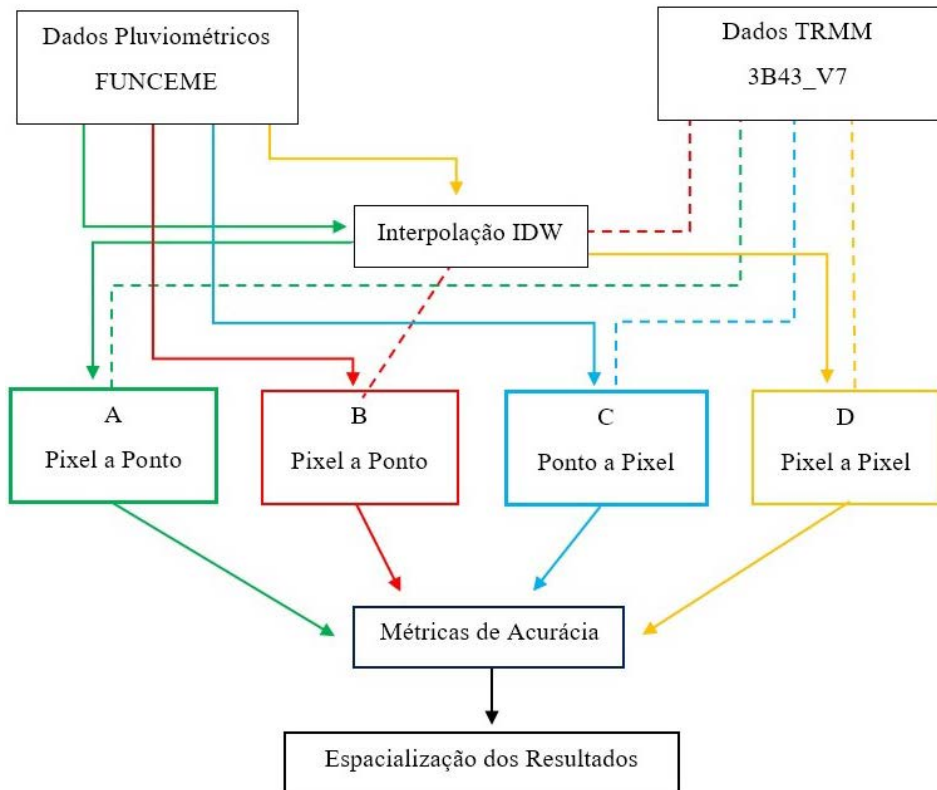 Dados Pluviométricos
FUNCEME
Dados TRMM
3B43_V7
Interpolação IDW
A
Pixel a Ponto
B
Pixel a Ponto
C
Ponto a Pixel
D
Pixel a Pixel
Métricas de Acurácia
Espacialização dos Resultados